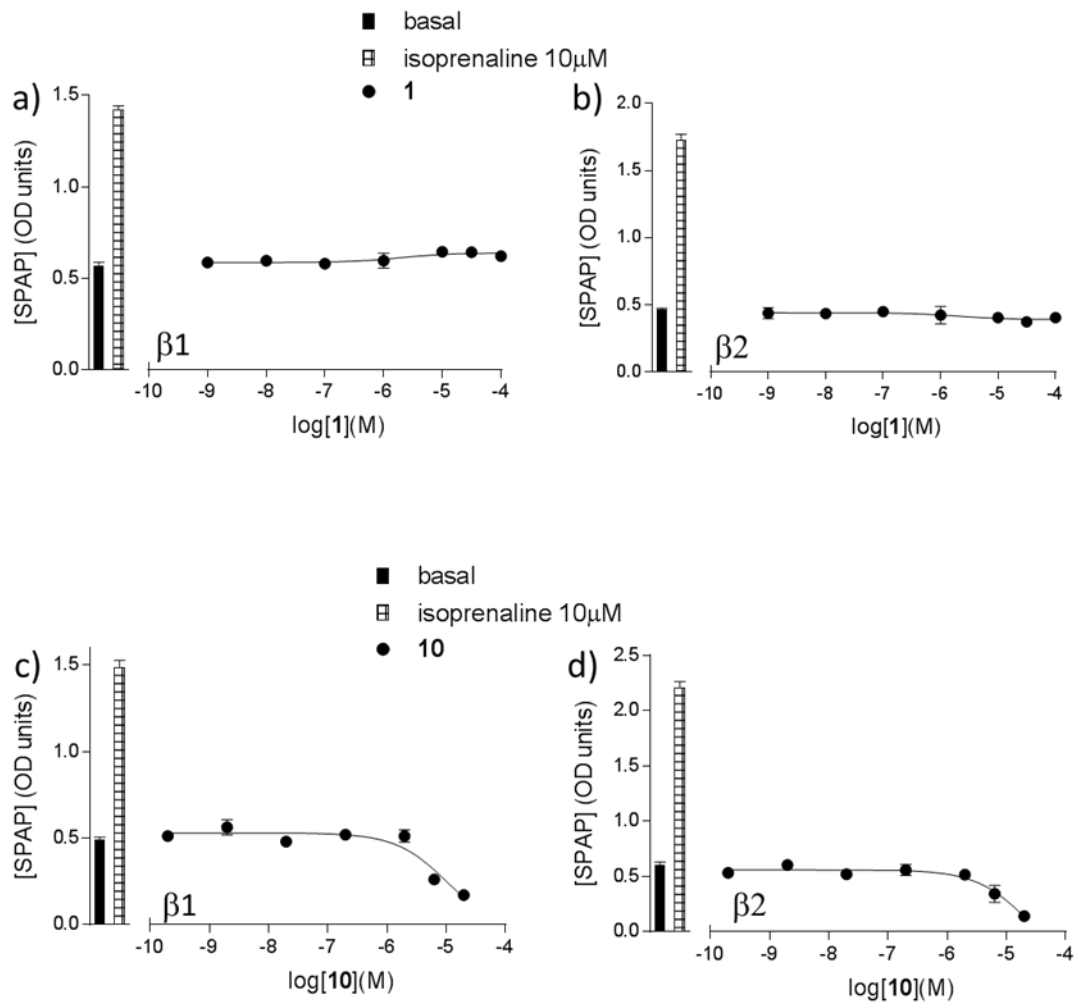 basal
isoprenaline 10μM
1
a)
[SPAP] (OD units)
1.5
1.0
0.5
0.0
β1
-10 -9 -8 -7 -6 -5 -4
log[1](M)
b)
[SPAP] (OD units)
2.0
1.5
1.0
0.5
0.0
β2
-10 -9 -8 -7 -6 -5 -4
log[1](M)
basal
isoprenaline 10μM
10
c)
[SPAP] (OD units)
1.5
1.0
0.5
0.0
β1
-10 -9 -8 -7 -6 -5 -4
log[10](M)
d)
[SPAP] (OD units)
2.5
2.0
1.5
1.0
0.5
0.0
β2
-10 -9 -8 -7 -6 -5 -4
log[10](M)